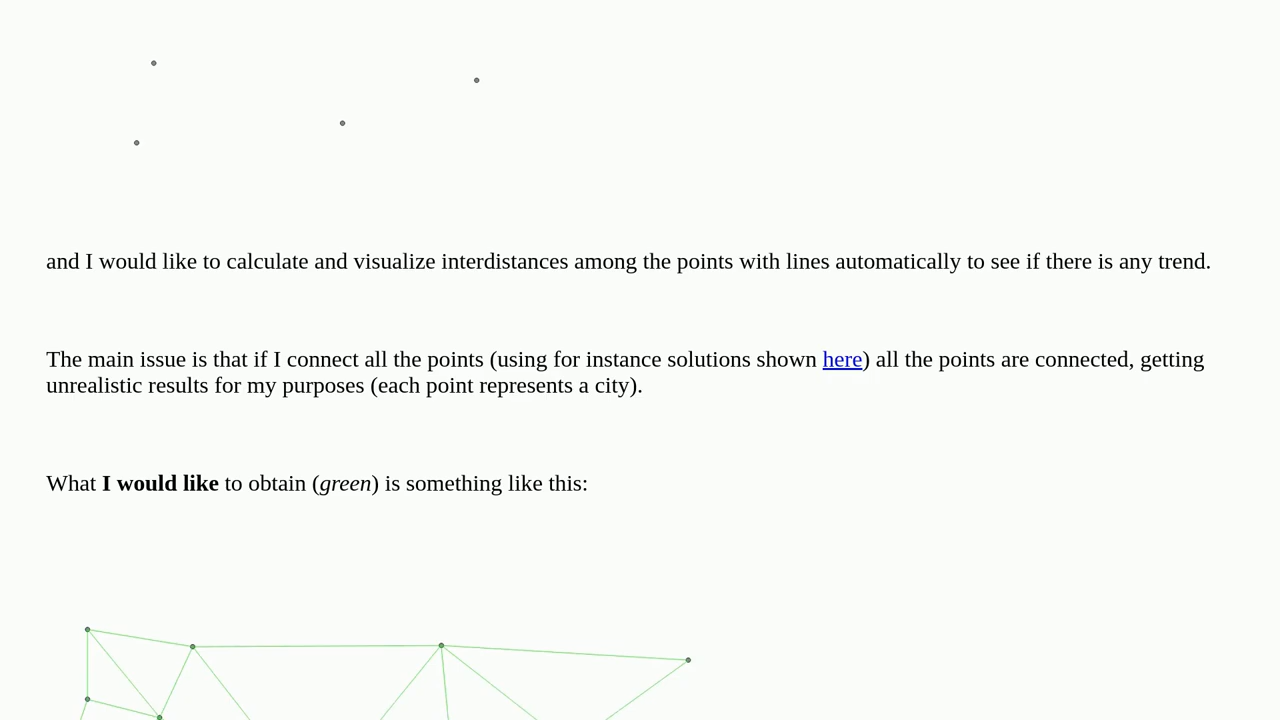 and I would like to calculate and visualize interdistances among the points with lines automatically to see if there is any trend.
The main issue is that if I connect all the points (using for instance solutions shown here) all the points are connected, getting
unrealistic results for my purposes (each point represents a city).
What I would like to obtain (green) is something like this: